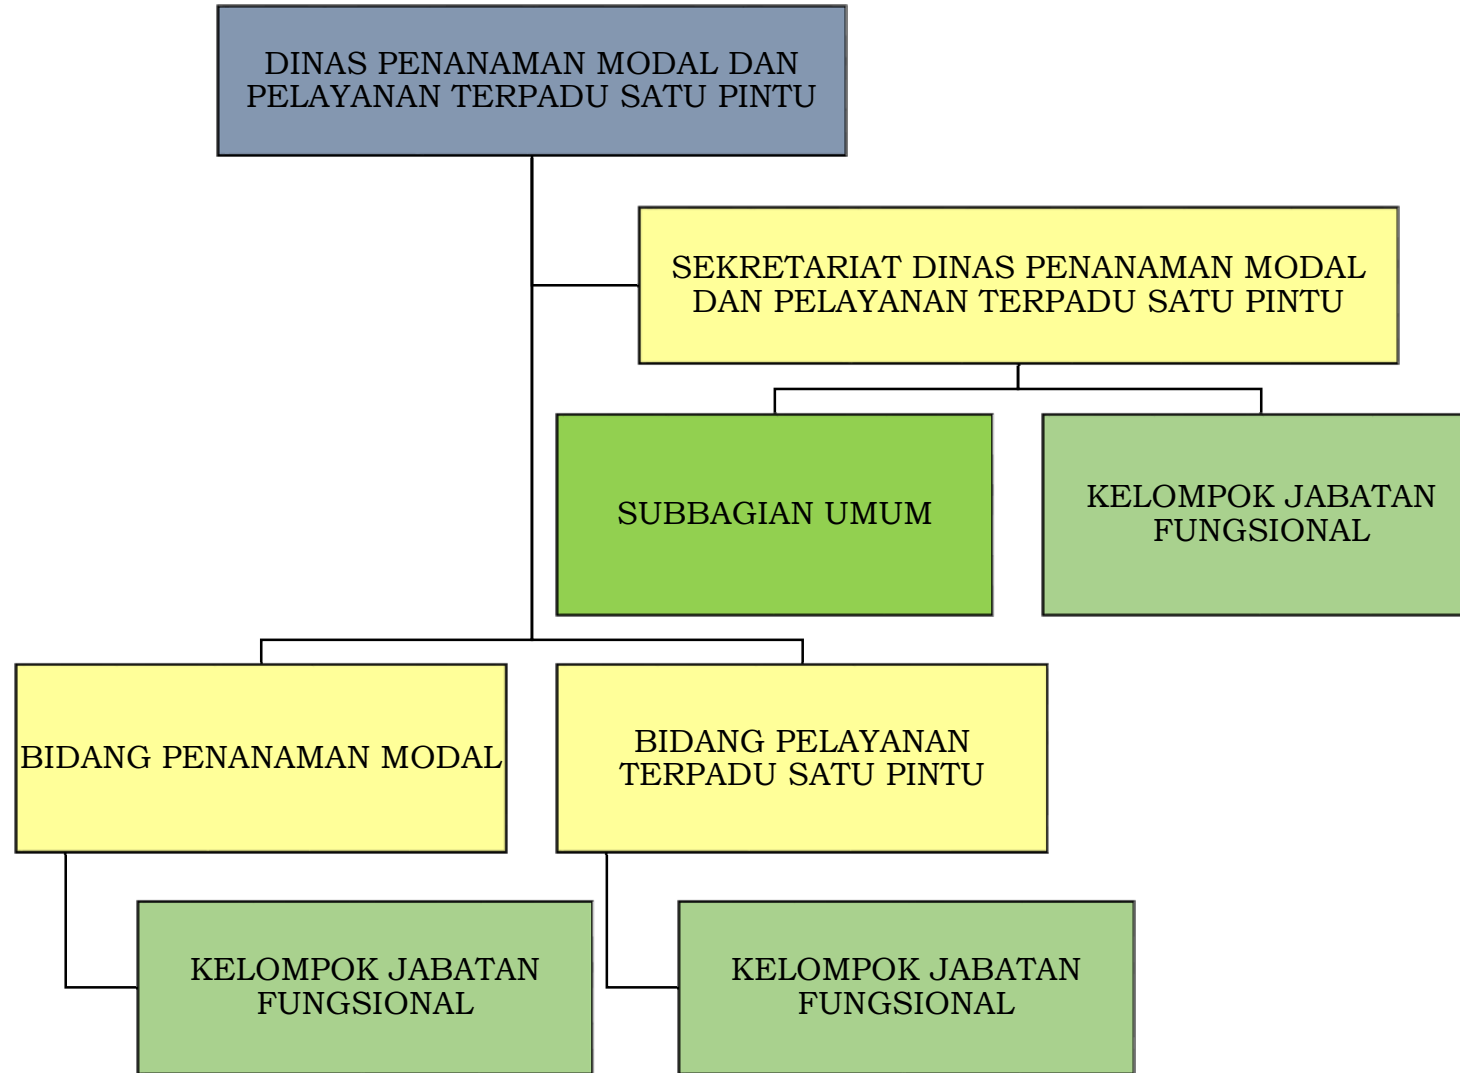 DINAS PENANAMAN MODAL DAN
PELAYANAN TERPADU SATU PINTU
SEKRETARIAT DINAS PENANAMAN MODAL
DAN PELAYANAN TERPADU SATU PINTU
SUBBAGIAN UMUM
KELOMPOK JABATAN
FUNGSIONAL
BIDANG PENANAMAN MODAL
BIDANG PELAYANAN
TERPADU SATU PINTU
KELOMPOK JABATAN
FUNGSIONAL
KELOMPOK JABATAN
FUNGSIONAL